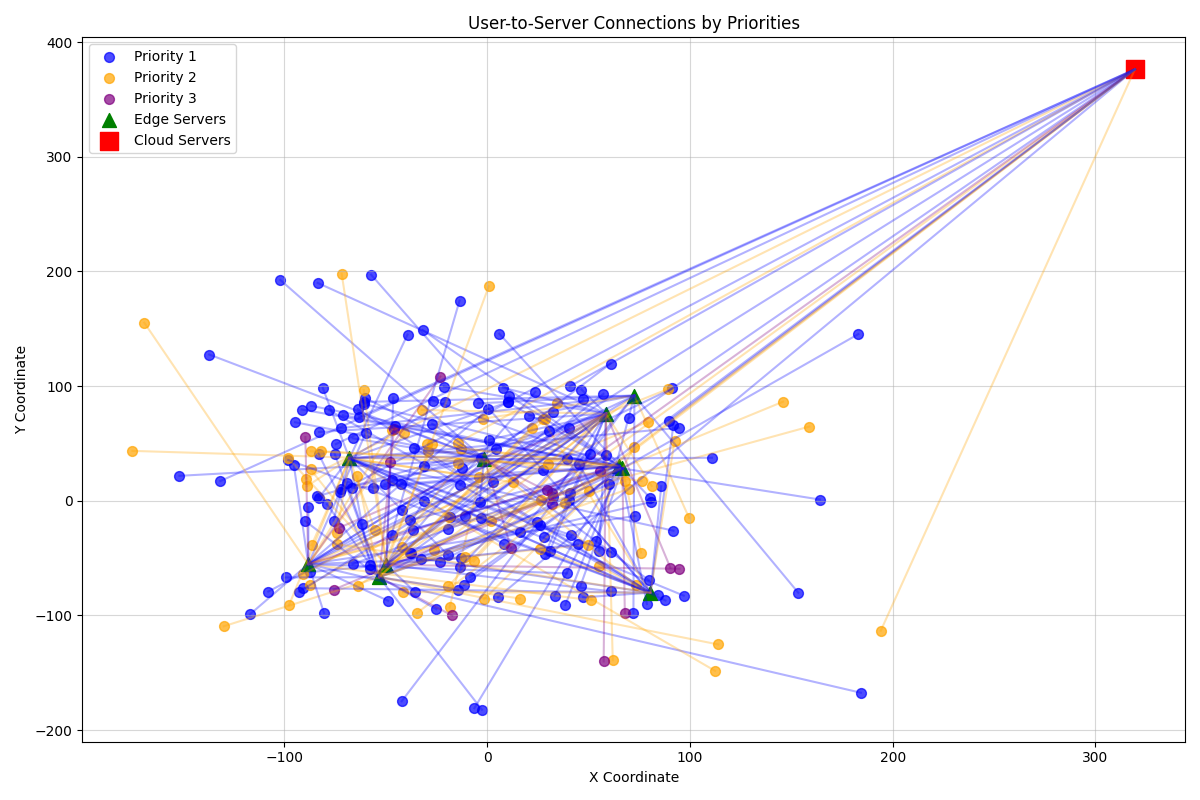 User-to-Server Connections by Priorities
Priority 1
Priority 2
Priority 3
Edge Servers
Cloud Servers
Y Coordinate
400
300
200
100
0
−100
−200
−100
0
100
200
300
X Coordinate